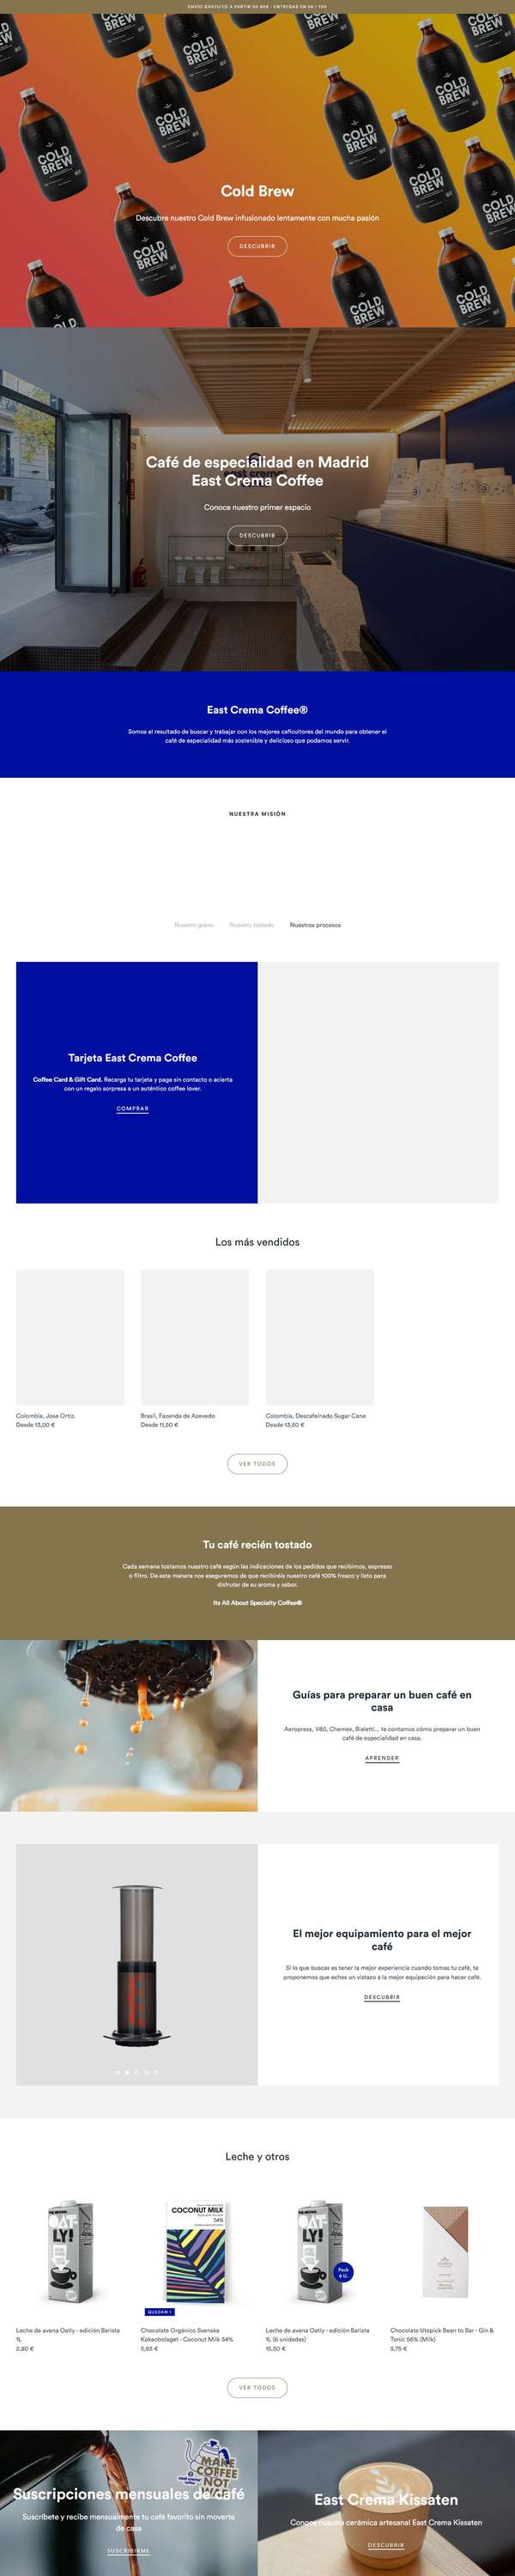 ENVÍO GRATUITO A PARTIR DE 60€ - ENTREGAS EN 24 / 72H
COLD BREW
Cold Brew
Descubre nuestro Cold Brew infusionado lentamente con mucha pasión
DESCUBRIR
Café de especialidad en Madrid
East Crema Coffee
Conoce nuestro primer espacio
DESCUBRIR
East Crema Coffee®
Somos el resultado de buscar y trabajar con los mejores caficultores del mundo para obtener el
café de especialidad más sostenible y delicioso que podamos servir.
NUESTRA MISIÓN
Nuestro grano
Nuestro tostado
Nuestros procesos
Tarjeta East Crema Coffee
Coffee Card & Gift Card. Recarga tu tarjeta y paga sin contacto o acierta
con un regalo sorpresa a un auténtico coffee lover.
COMPRAR
Los más vendidos
Colombia, Jose Ortiz.
Desde 13,00 €
Brasil, Fazenda de Azevedo
Desde 11,50 €
Colombia, Descafeinado Sugar Cane
Desde 13,50 €
VER TODOS
Tu café recién tostado
Cada semana tostamos nuestro café según las indicaciones de los pedidos que recibimos, espresso
o filtro. De esta manera nos aseguramos de que recibiréis nuestro café 100% fresco y listo para
disfrutar de su aroma y sabor.
Its All About Specialty Coffee®
Guías para preparar un buen café en
casa
Aeropress, V60, Chemex, Bialetti... te contamos cómo preparar un buen
café de especialidad en casa.
APRENDER
El mejor equipamiento para el mejor
café
Si lo que buscas es tener la mejor experiencia cuando tomas tu café, te
proponemos que eches un vistazo a la mejor equipación para hacer café.
DESCUBRIR
Leche y otros
OAT-
LY!
COCONUT MILK
54%
QUEDAN 1
OAT-
LY!
Pack
6 U.
Leche de avena Oatly - edición Barista
1L
2,80 €
Chocolate Orgánico Svenska
Kakaobolaget - Coconut Milk 54%
5,65 €
Leche de avena Oatly - edición Barista
1L (6 unidades)
15,50 €
Chocolate Utopick Bean to Bar - Gin &
Tonic 56% (Milk)
5,75 €
VER TODOS
MAKE
COFFEE
NOT
Suscripciones mensuales de café
Suscríbete y recibe mensualmente tu café favorito sin moverte
de casa
SUSCRIBIRME
East Crema Kissaten
Conoce nuestra cerámica artesanal East Crema Kissaten
DESCUBRIR